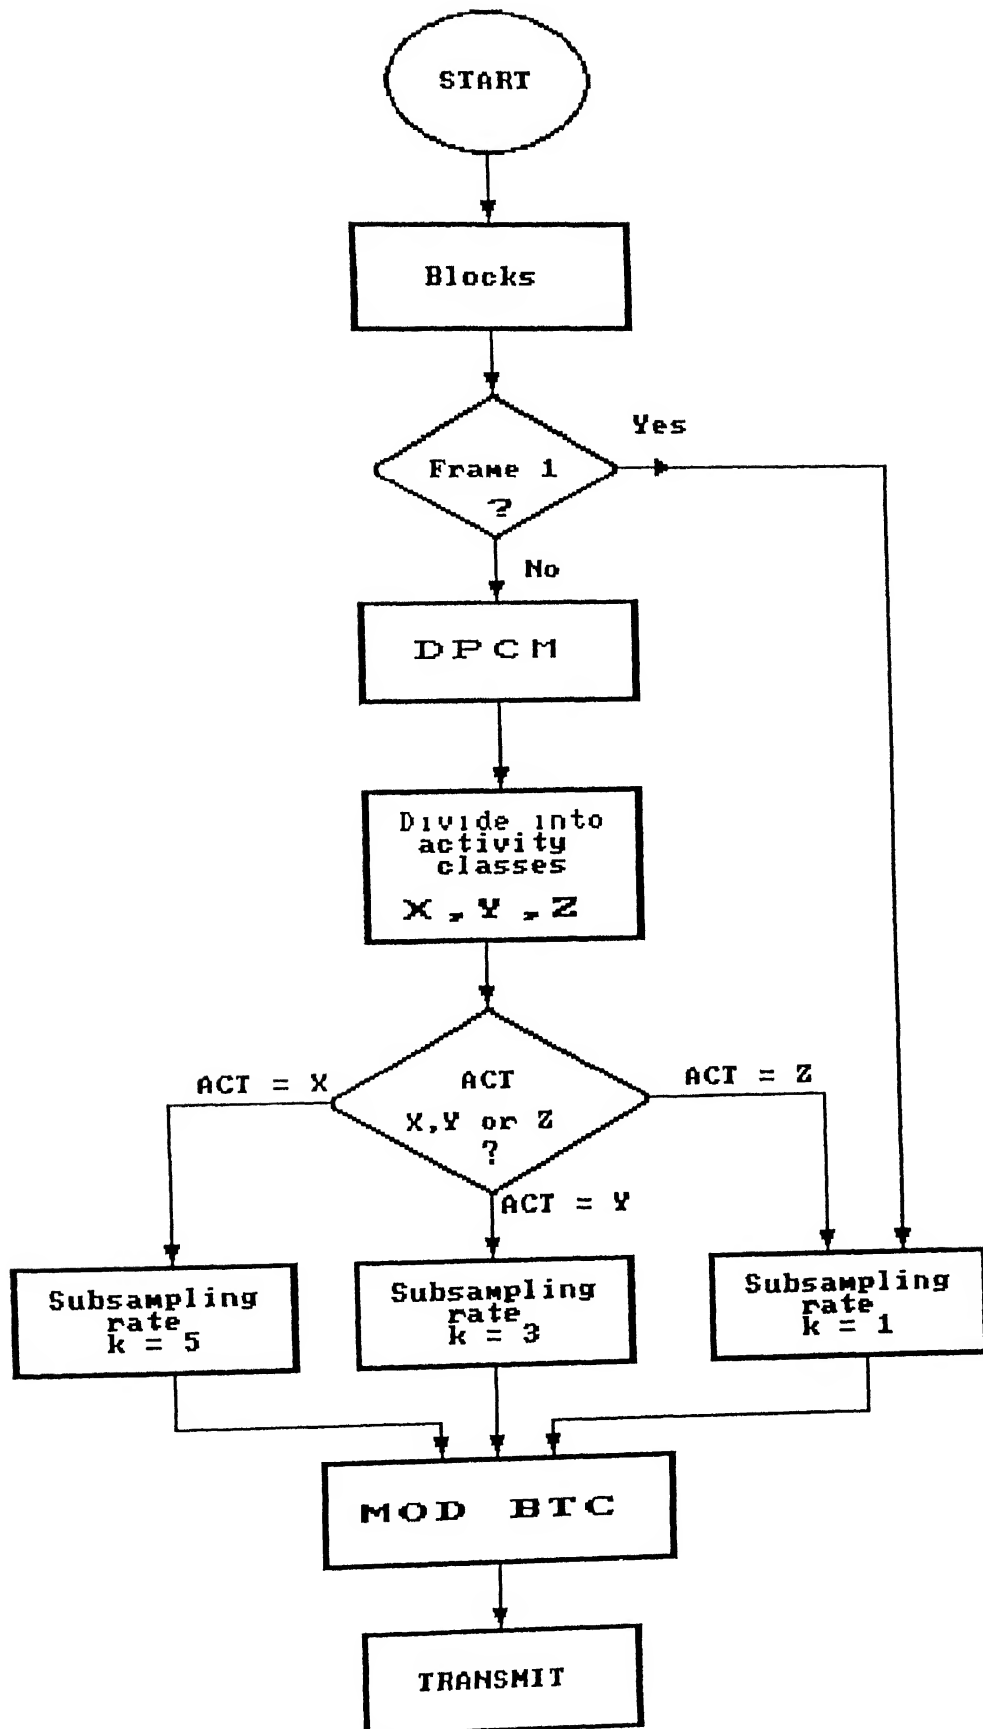 START
Blocks
Yes
Frame 1
?
No
DPCM
Divide into
activity
classes
X , Y , Z
ACT = X
ACT
X,Y or Z
?
ACT = Z
ACT = Y
Subsampling
rate
k = 5
Subsampling
rate
k = 3
Subsampling
rate
k = 1
MOD BTC
TRANSMIT